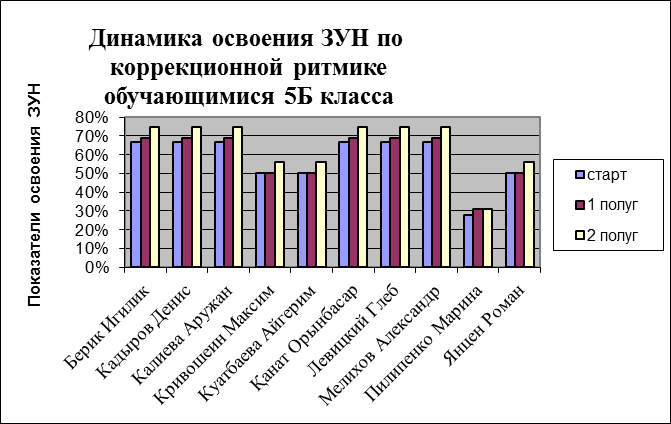 Динамика освоения ЗУН по
коррекционной ритмике
обучающимися 5Б класса
Показатели освоения ЗУН
80%
70%
60%
50%
40%
30%
20%
10%
0%
Берик Игилик
Кадыров Денис
Калиева Аружан
Кривошеин Максим
Куатбаева Айгерим
Қанат Орынбасар
Левицкий Глеб
Мелихов Александр
Пилипенко Марина
Янцен Роман
старт
1 полуг
2 полуг